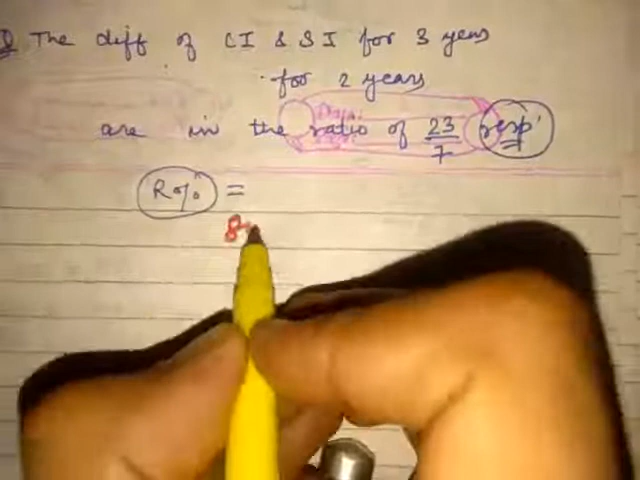 Q The diff of CI & SI for 3 years
for 2 years
are in the ratio of 23/7 resp'
R% =
8